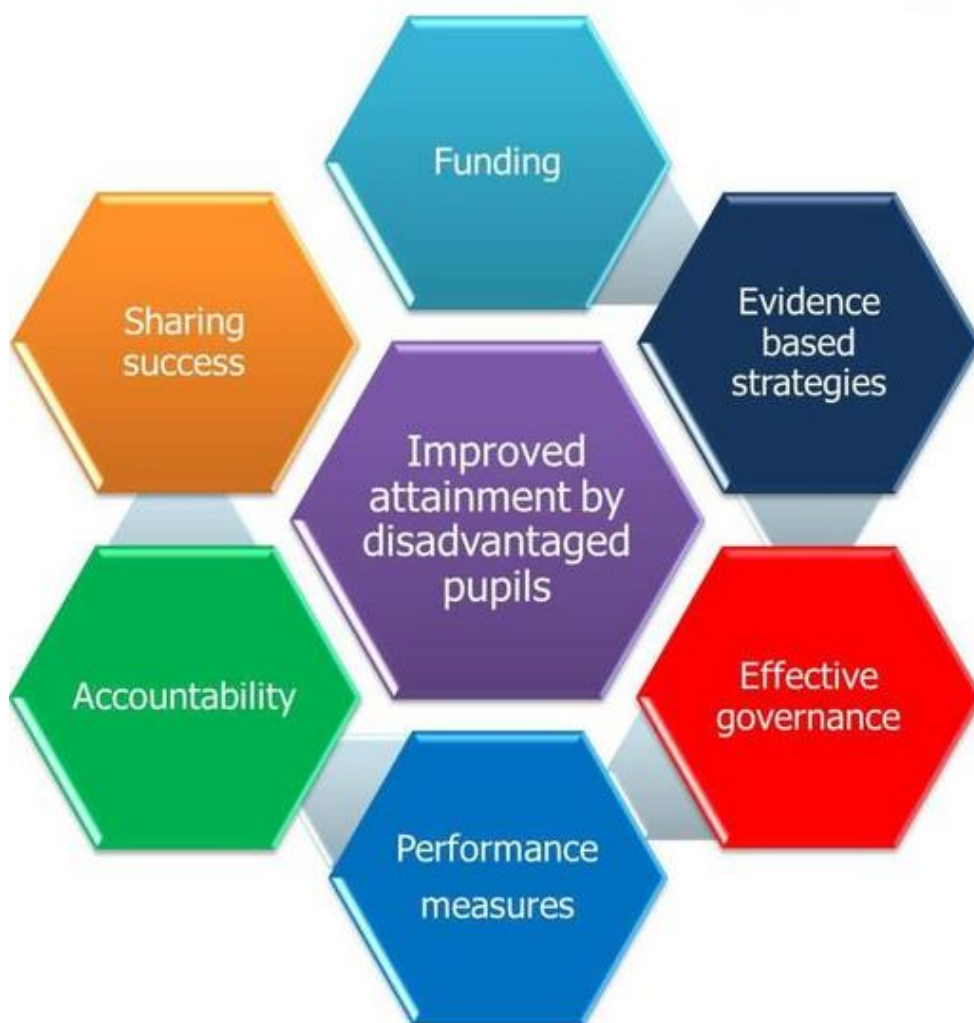 Funding
Evidence
based
strategies
Effective
governance
Performance
measures
Accountability
Sharing
success
Improved
attainment by
disadvantaged
pupils